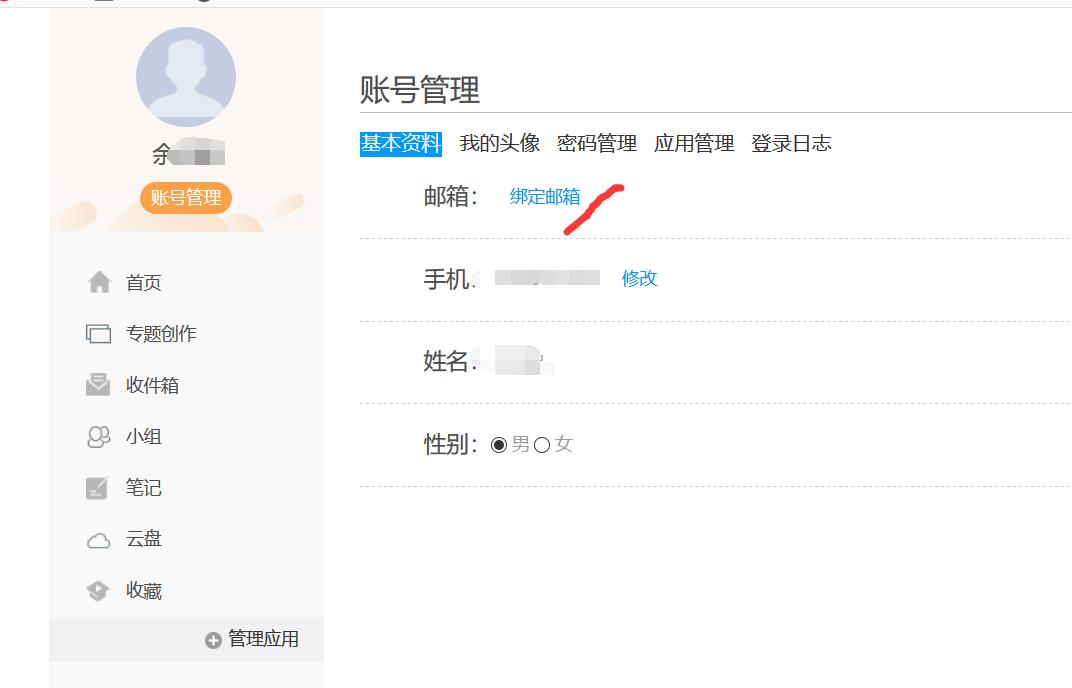 余
账号管理
首页
专题创作
收件箱
小组
笔记
云盘
收藏
管理应用
账号管理
基本资料 我的头像 密码管理 应用管理 登录日志
邮箱： 绑定邮箱
手机： 修改
姓名：
性别： 男 女